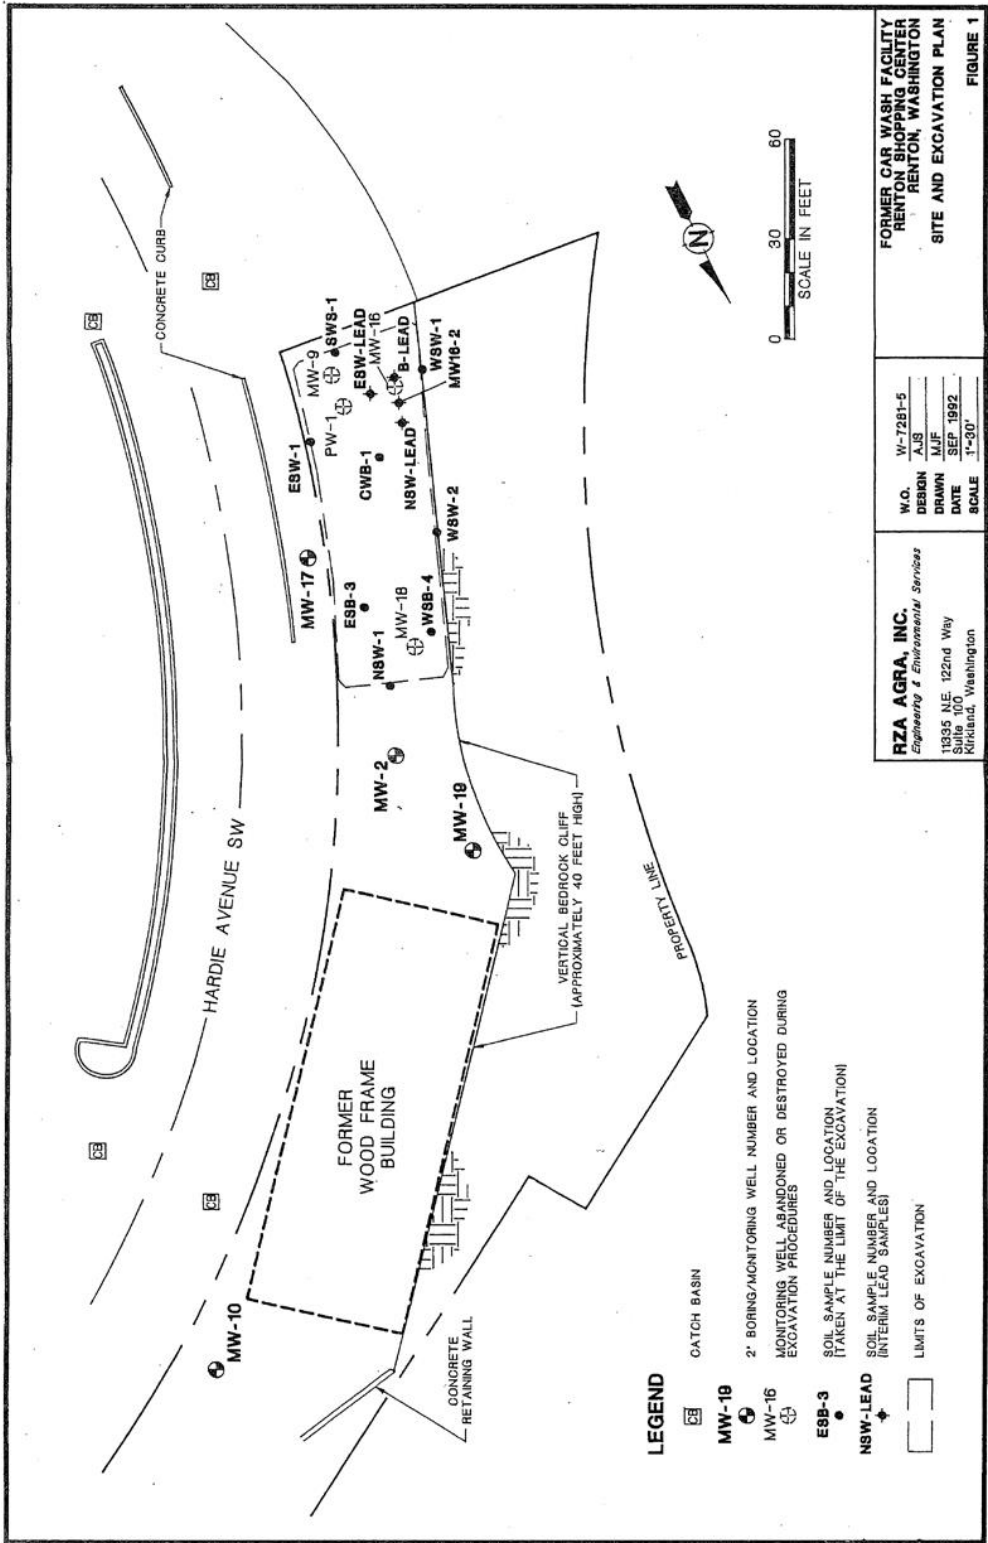 FORMER CAR WASH FACILITY
RENTON SHOPPING CENTER
RENTON, WASHINGTON
SITE AND EXCAVATION PLAN
FIGURE 1
W.O. W-7281-5
DESIGN AJS
DRAWN MJF
DATE SEP 1992
SCALE 1"=30'
RZA AGRA, INC.
Engineering & Environmental Services
11335 N.E. 122nd Way
Suite 100
Kirkland, Washington
CB
CB
CONCRETE CURB
HARDIE AVENUE SW
CB
CB
SWS-1
MW-9
ESW-LEAD
MW-16
B-LEAD
WSW-1
MW16-2
PW-1
ESW-1
CWB-1
NSW-LEAD
WSW-2
MW-17
ESB-3
MW-18
WSB-4
NSW-1
MW-2
MW-19
VERTICAL BEDROCK CLIFF
(APPROXIMATELY 40 FEET HIGH)
PROPERTY LINE
FORMER
WOOD FRAME
BUILDING
MW-10
CONCRETE
RETAINING WALL
N
0 30 60
SCALE IN FEET
LEGEND
CB CATCH BASIN
MW-19 2" BORING/MONITORING WELL NUMBER AND LOCATION
MW-16 MONITORING WELL ABANDONED OR DESTROYED DURING
EXCAVATION PROCEDURES
ESB-3 SOIL SAMPLE NUMBER AND LOCATION
(TAKEN AT THE LIMIT OF THE EXCAVATION)
NSW-LEAD SOIL SAMPLE NUMBER AND LOCATION
(INTERIM LEAD SAMPLES)
LIMITS OF EXCAVATION